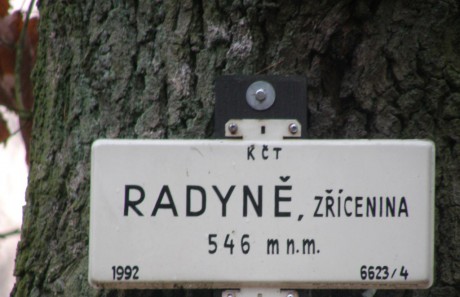 KČT
RADYNĚ, ZŘÍCENINA
546 m n.m.
1992 6623/4